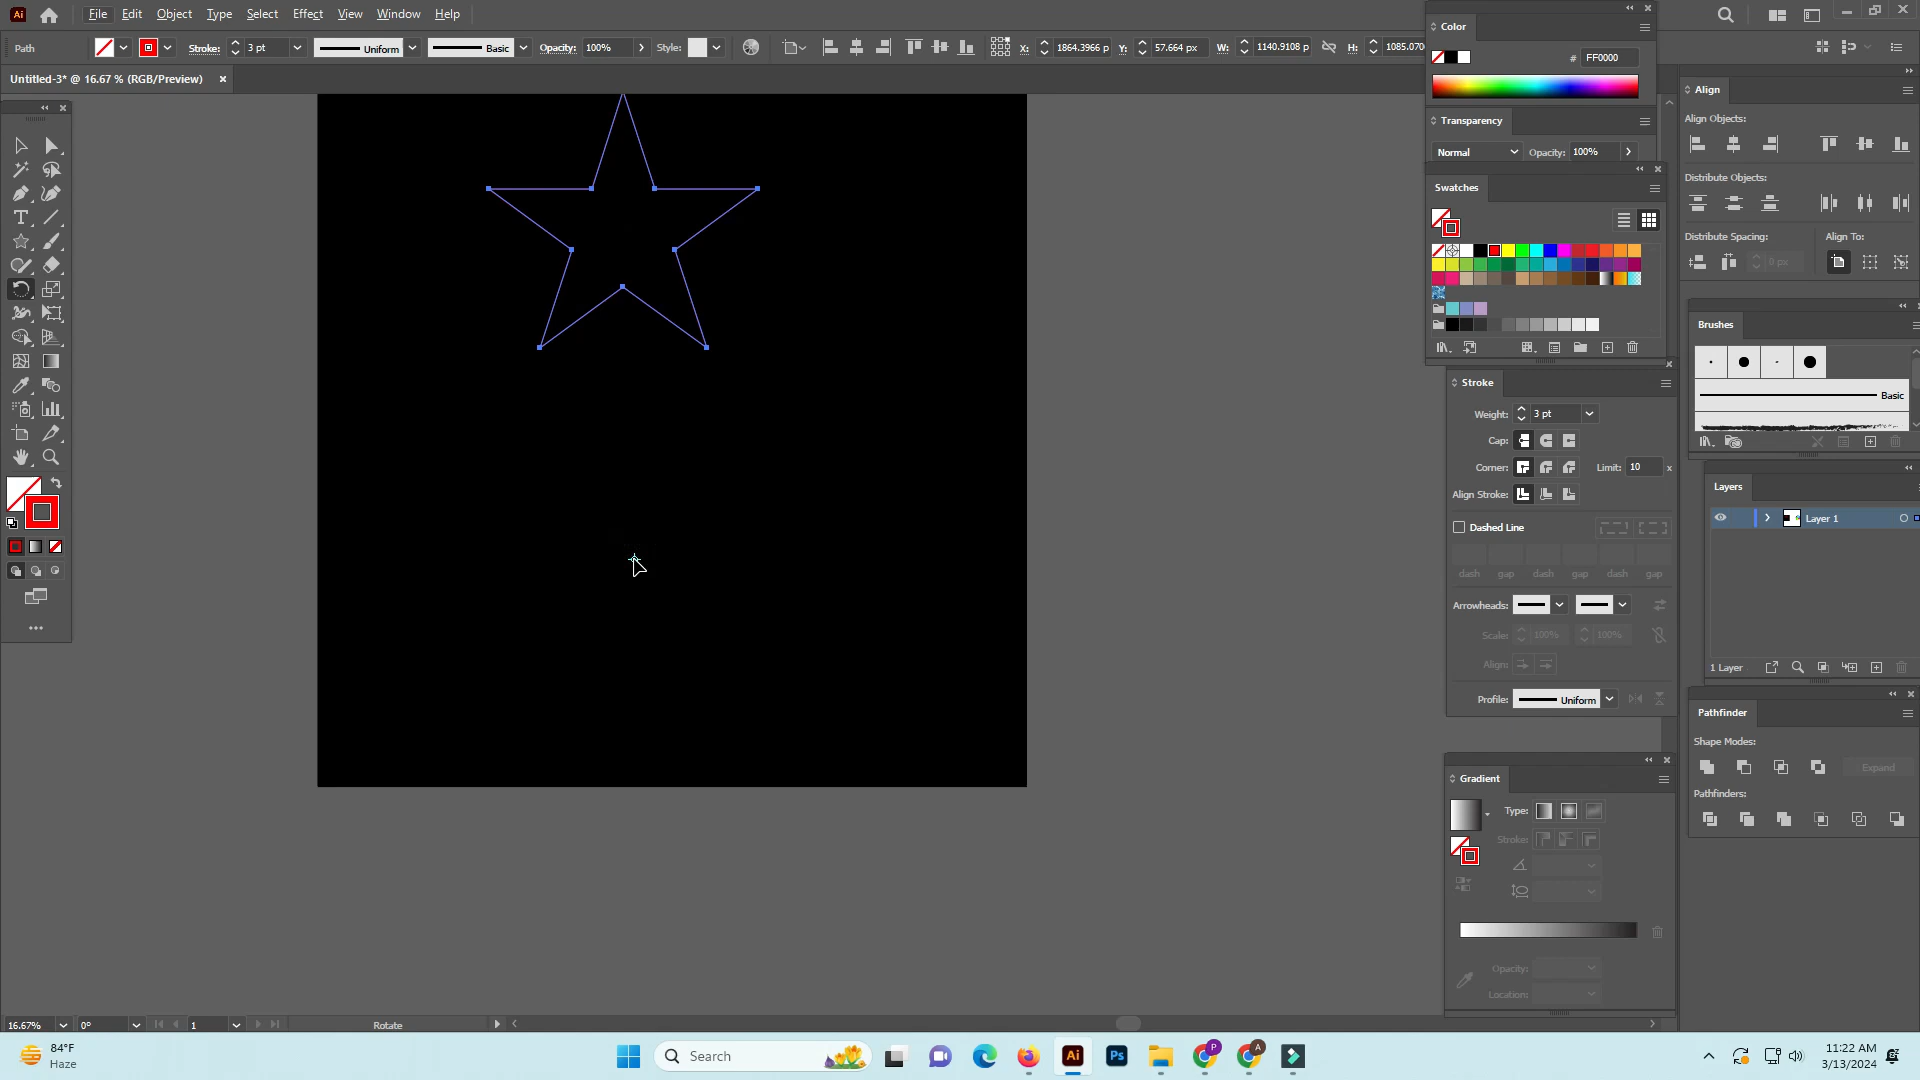 Ai File Edit Object Type Select Effect View Window Help
Path Stroke: 3 pt Uniform Basic Opacity: 100% Style: X: 1864.3966 p Y: 57.664 px W: 1140.9108 p H: 1085.070
Untitled-3* @ 16.67 % (RGB/Preview)
Color
# FF0000
Transparency
Normal Opacity: 100%
Swatches
Stroke
Weight: 3 pt
Cap:
Corner: Limit: 10 x
Align Stroke:
Dashed Line
dash gap dash gap dash gap
Arrowheads:
Scale: 100% 100%
Align:
Profile: Uniform
Gradient
Type:
Stroke:
Opacity:
Location:
Align
Align Objects:
Distribute Objects:
Distribute Spacing: Align To:
0 px
Brushes
Basic
Layers
Layer 1
1 Layer
Pathfinder
Shape Modes:
Expand
Pathfinders:
16.67% 0° 1 Rotate
84°F
Haze
Search
Ai Ps P A
11:22 AM
3/13/2024